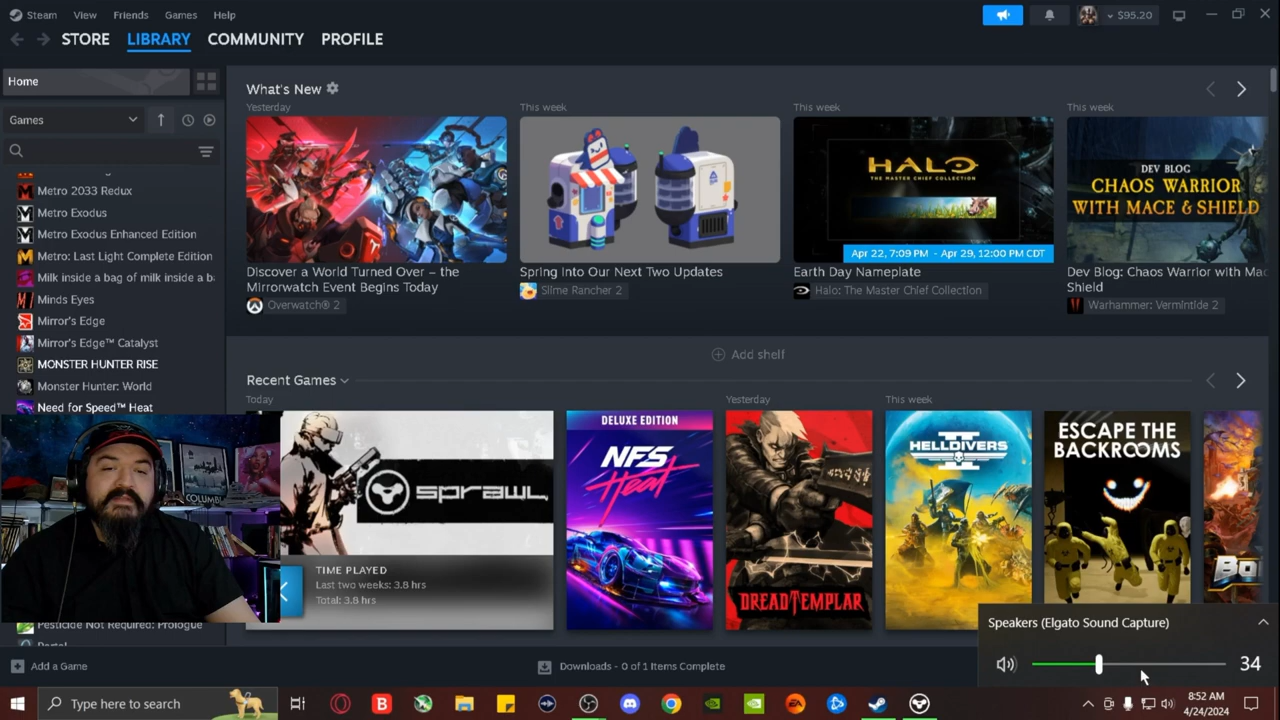 Steam View Friends Games Help $95.20
STORE LIBRARY COMMUNITY PROFILE
Home
Games
What's New
Yesterday
This week
This week
This week
HALO
THE MASTER CHIEF COLLECTION
Apr 22, 7:09 PM - Apr 29, 12:00 PM CDT
DEV BLOG
CHAOS WARRIOR
WITH MACE & SHIELD
Discover a World Turned Over – the
Mirrorwatch Event Begins Today
Overwatch® 2
Spring Into Our Next Two Updates
Slime Rancher 2
Earth Day Nameplate
Halo: The Master Chief Collection
Dev Blog: Chaos Warrior with Mac
Shield
Warhammer: Vermintide 2
Metro 2033 Redux
Metro Exodus
Metro Exodus Enhanced Edition
Metro: Last Light Complete Edition
Milk inside a bag of milk inside a ba
Minds Eyes
Mirror's Edge
Mirror's Edge™ Catalyst
MONSTER HUNTER RISE
Monster Hunter: World
Need for Speed™ Heat
Pesticide Not Required: Prologue
Portal
Add shelf
Recent Games
Today
Yesterday
This week
SPRAWL
TIME PLAYED
Last two weeks: 3.8 hrs
Total: 3.8 hrs
DELUXE EDITION
NFS
Heat
DREAD TEMPLAR
HELLDIVERS
II
ESCAPE THE
BACKROOMS
COLUMBI
Speakers (Elgato Sound Capture)
34
Add a Game
Downloads - 0 of 1 Items Complete
Type here to search
8:52 AM
4/24/2024